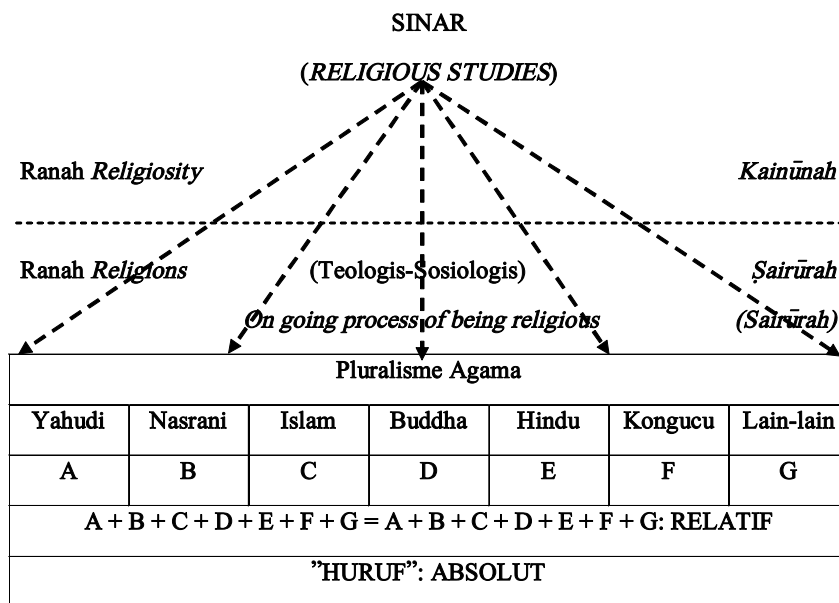 SINAR
(RELIGIOUS STUDIES)
Ranah Religiosity Kainūnah
Ranah Religions (Teologis-Sosiologis) Ṣairūrah
On going process of being religious (Sairūrah)
Pluralisme Agama
Yahudi Nasrani Islam Buddha Hindu Kongucu Lain-lain
A B C D E F G
A + B + C + D + E + F + G = A + B + C + D + E + F + G: RELATIF
”HURUF”: ABSOLUT